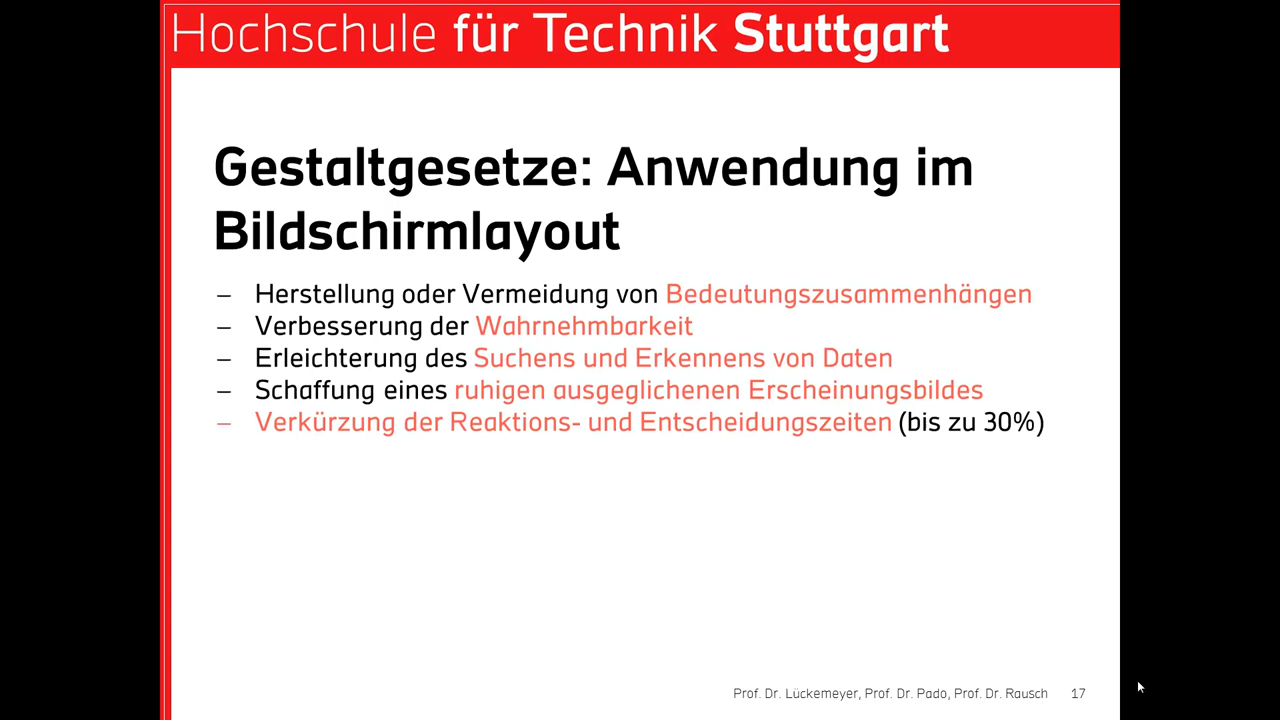 Hochschule für Technik Stuttgart
Gestaltgesetze: Anwendung im
Bildschirmlayout
– Herstellung oder Vermeidung von Bedeutungszusammenhängen
– Verbesserung der Wahrnehmbarkeit
– Erleichterung des Suchens und Erkennens von Daten
– Schaffung eines ruhigen ausgeglichenen Erscheinungsbildes
– Verkürzung der Reaktions- und Entscheidungszeiten (bis zu 30%)
Prof. Dr. Lückemeyer, Prof. Dr. Pado, Prof. Dr. Rausch 17